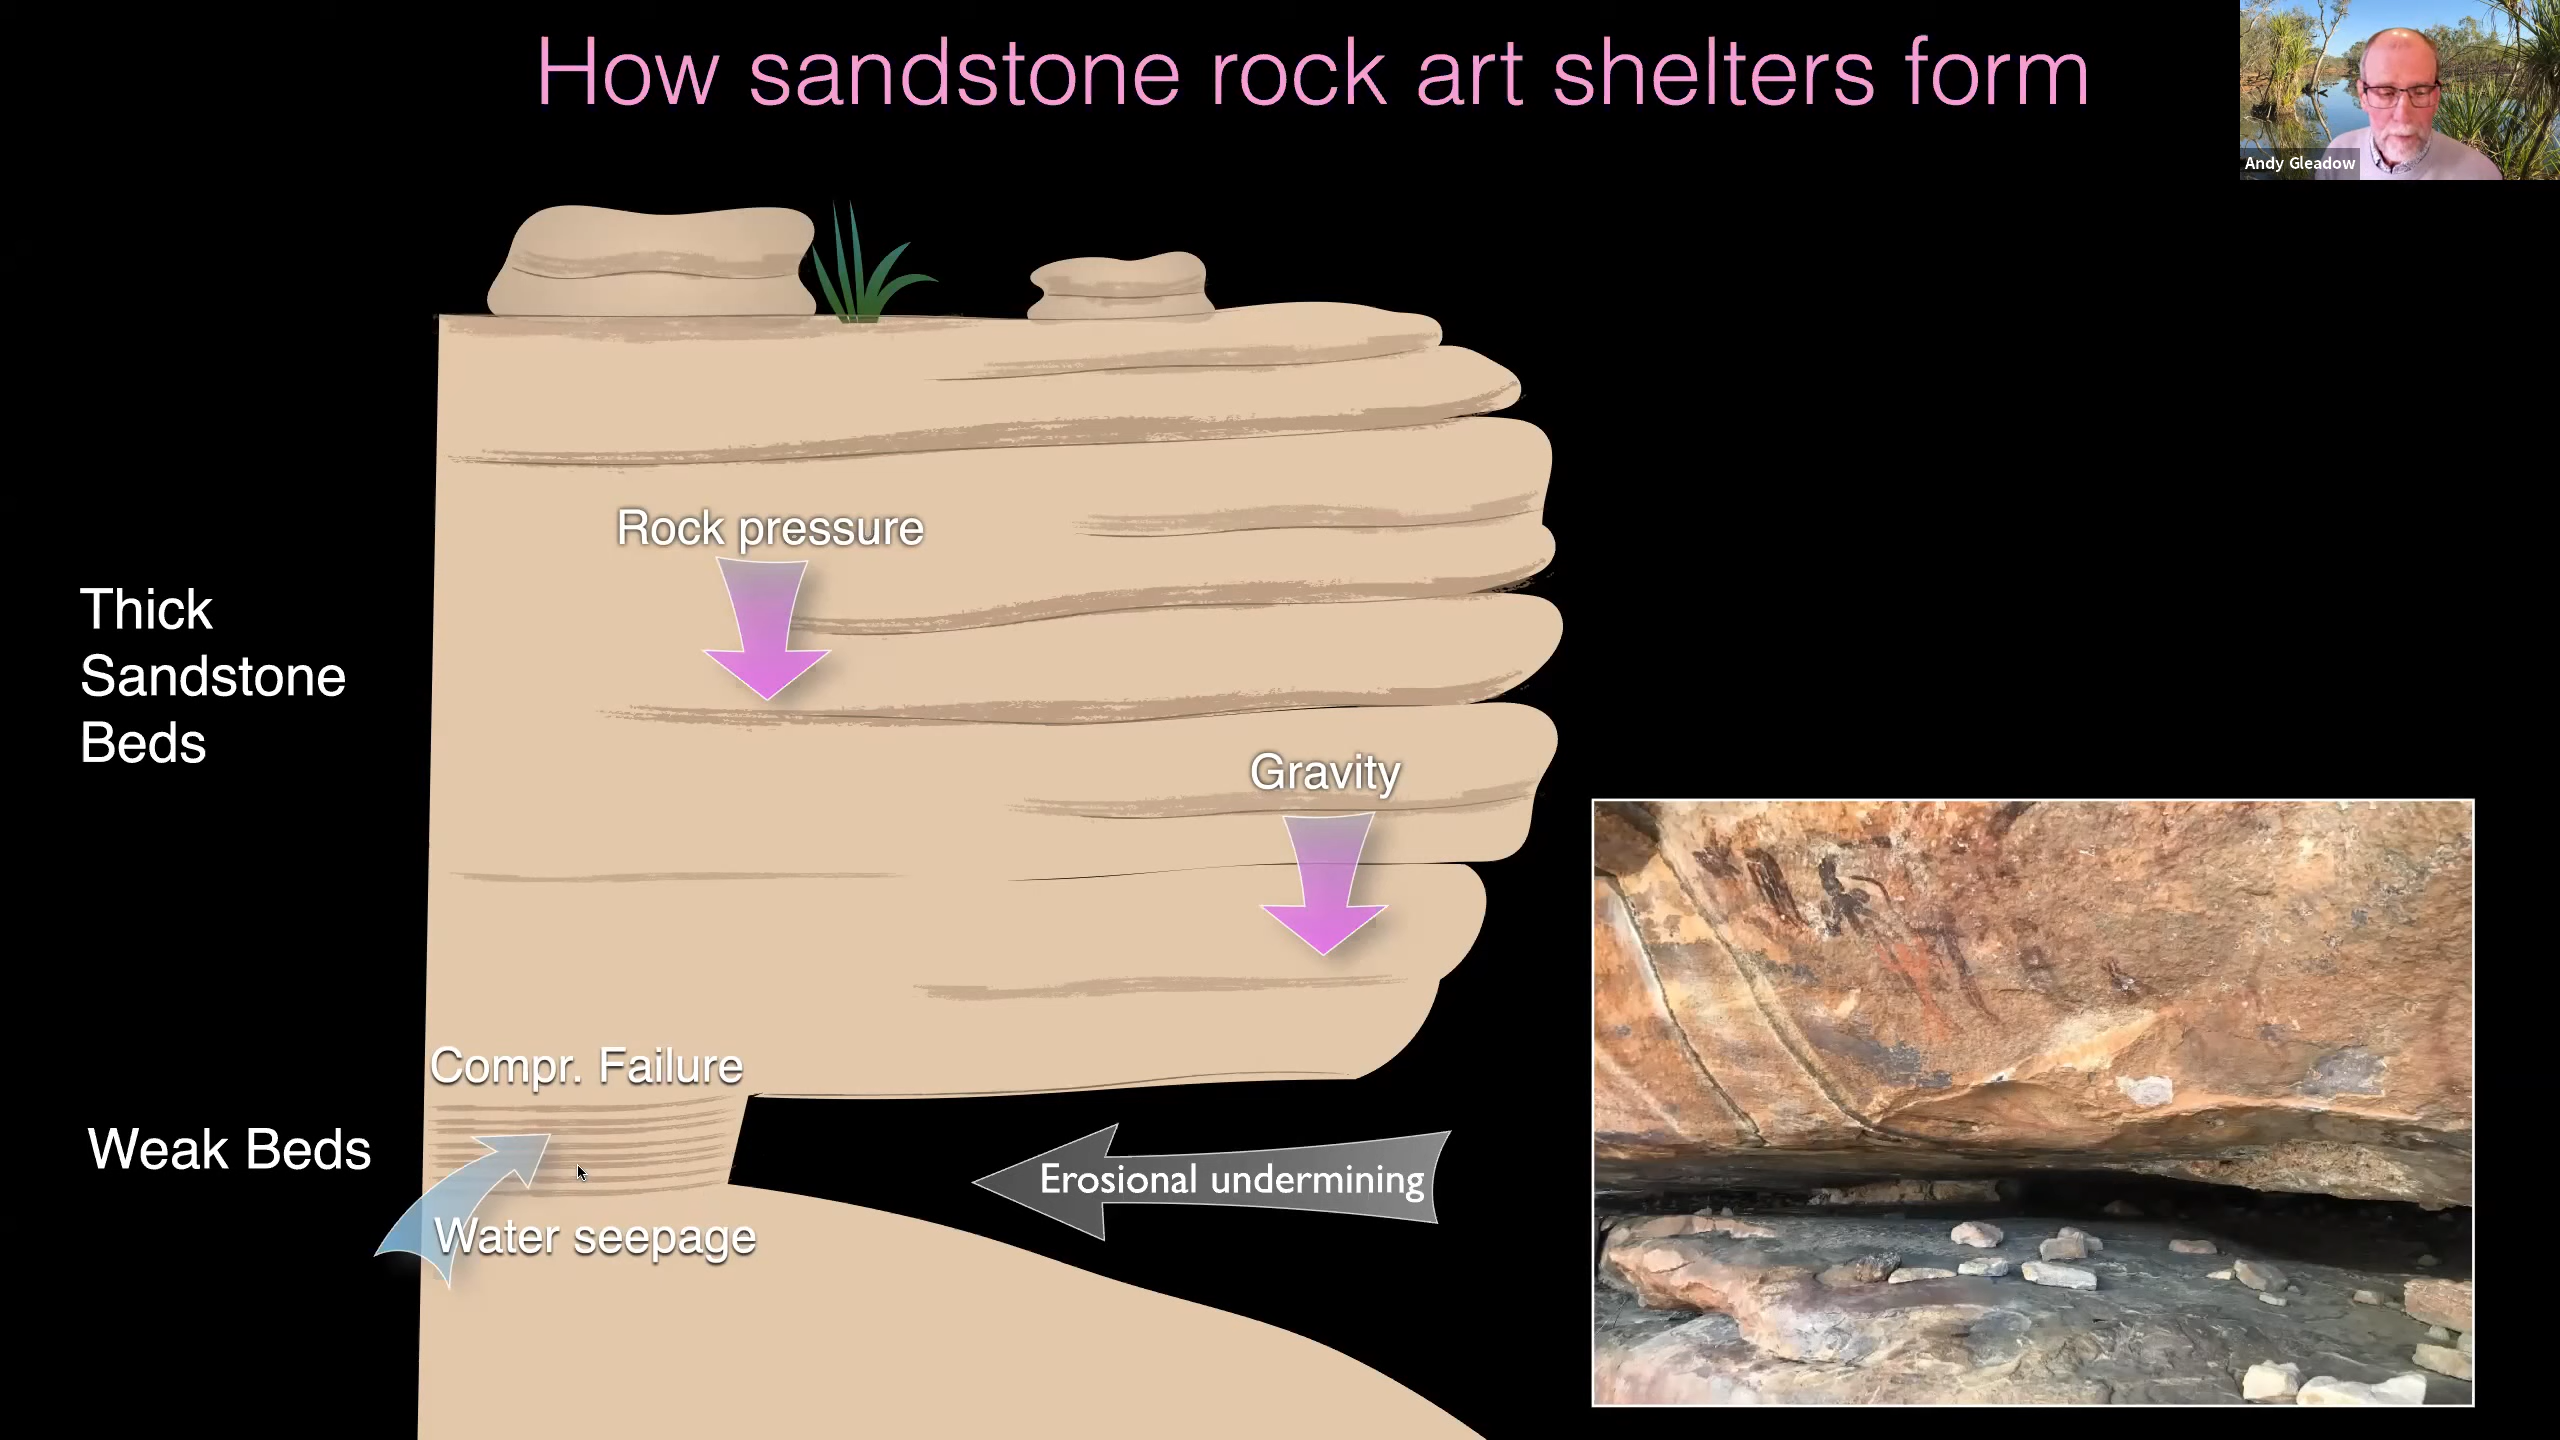 How sandstone rock art shelters form
Andy Gleadow
Rock pressure
Thick
Sandstone
Beds
Gravity
Compr. Failure
Weak Beds
Erosional undermining
Water seepage